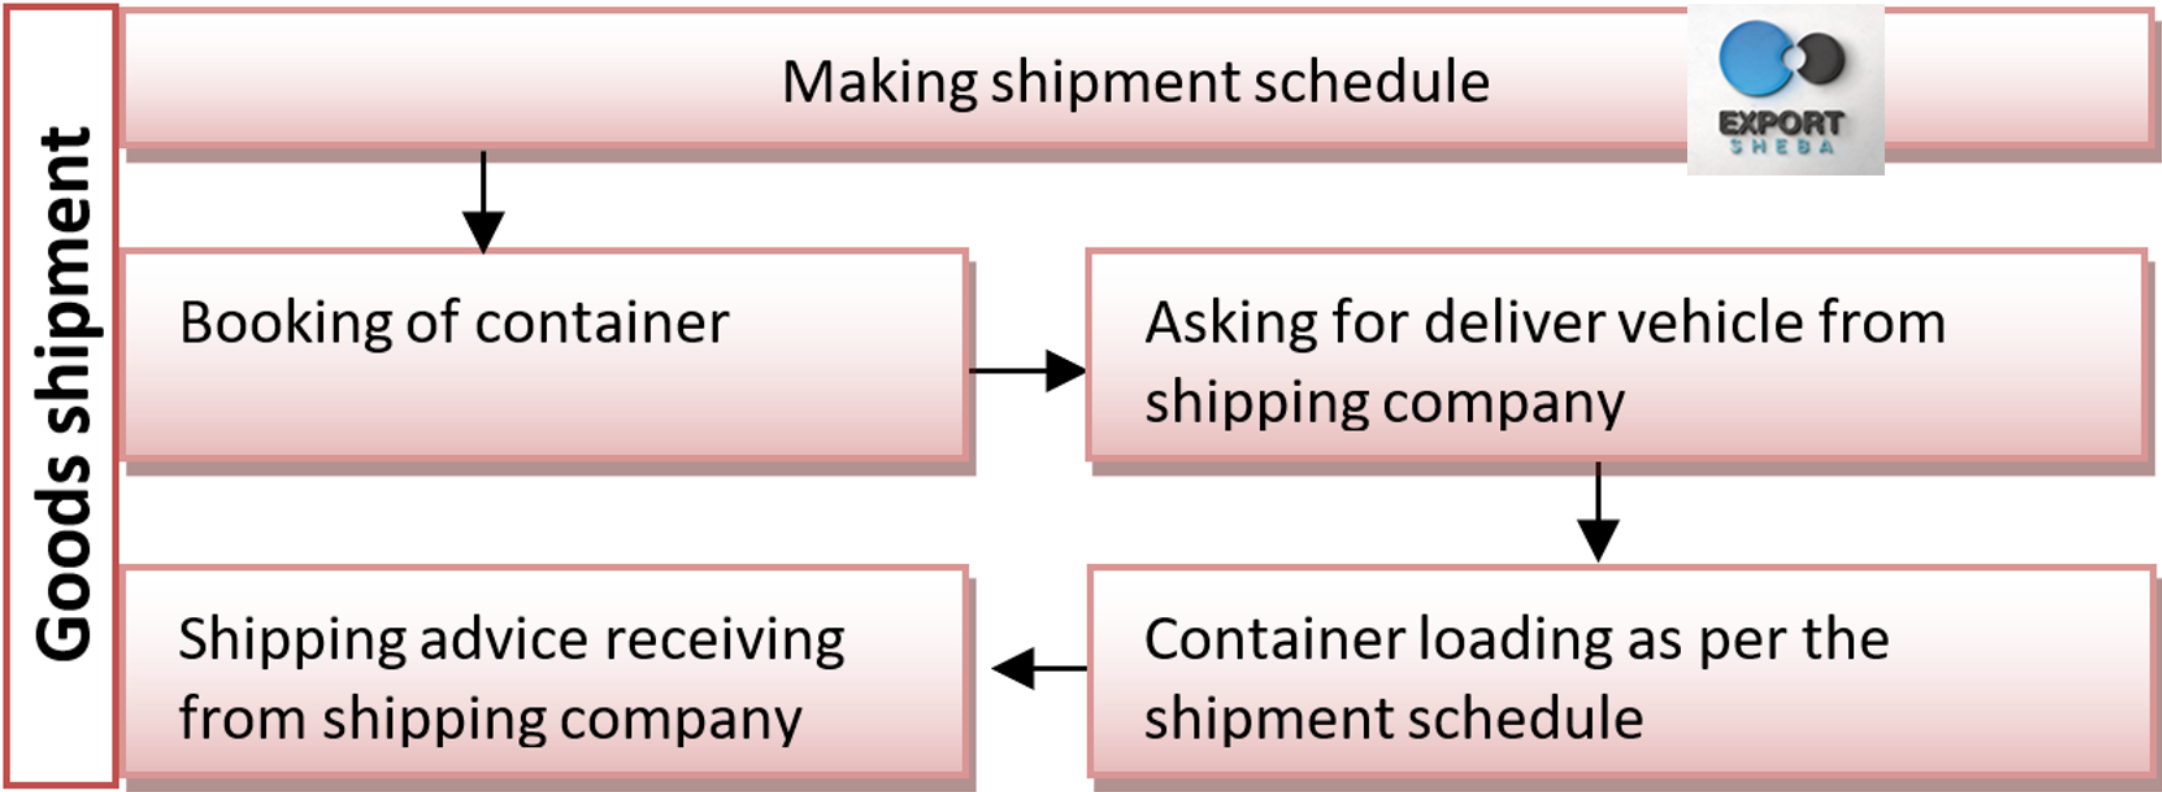 Goods shipment
Making shipment schedule
EXPORT
SHEBA
Booking of container
Asking for deliver vehicle from
shipping company
Shipping advice receiving
from shipping company
Container loading as per the
shipment schedule